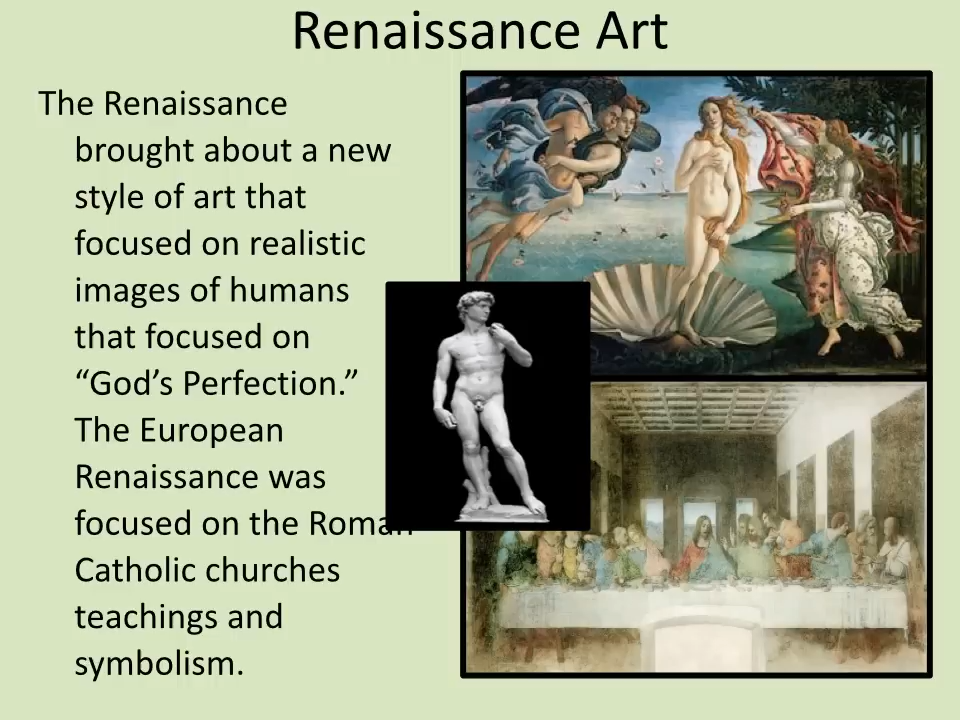 Renaissance Art
The Renaissance
brought about a new
style of art that
focused on realistic
images of humans
that focused on
“God’s Perfection.”
The European
Renaissance was
focused on the Roman
Catholic churches
teachings and
symbolism.